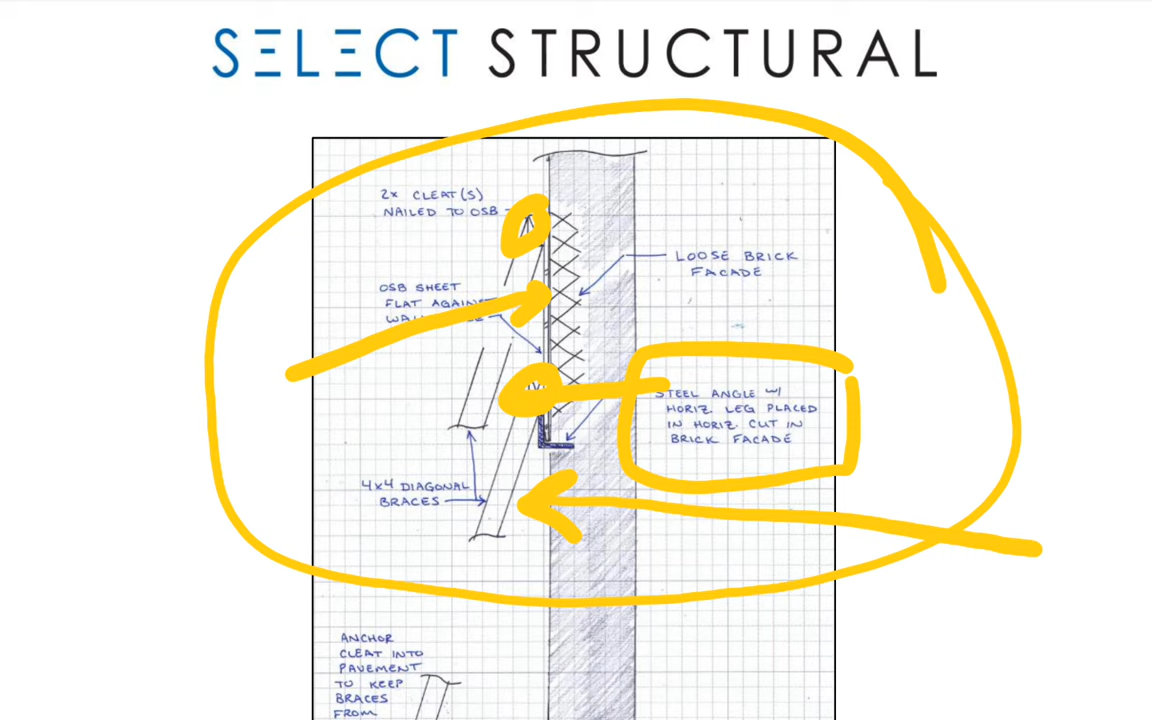 SELECT STRUCTURAL
2x CLEAT(S)
NAILED TO OSB
OSB SHEET
FLAT AGAINST
LOOSE BRICK
FACADE
STEEL ANGLE W/
HORIZ. LEG PLACED
IN HORIZ. CUT IN
BRICK FACADE
4x4 DIAGONAL
BRACES
ANCHOR
CLEAT INTO
PAVEMENT
TO KEEP
BRACES
FROM